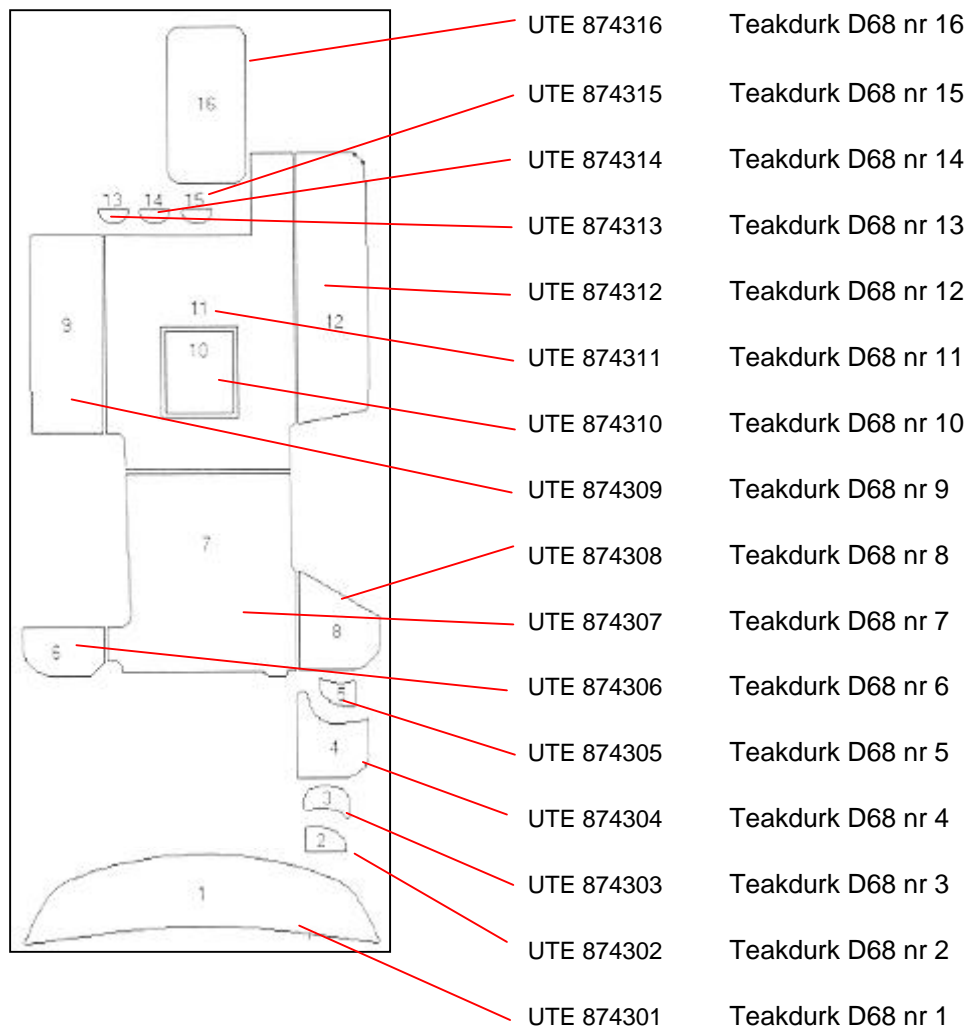 UTE 874316 Teakdurk D68 nr 16
16
UTE 874315 Teakdurk D68 nr 15
UTE 874314 Teakdurk D68 nr 14
13 14 15
UTE 874313 Teakdurk D68 nr 13
UTE 874312 Teakdurk D68 nr 12
11
9 12
10
UTE 874311 Teakdurk D68 nr 11
UTE 874310 Teakdurk D68 nr 10
UTE 874309 Teakdurk D68 nr 9
7
UTE 874308 Teakdurk D68 nr 8
UTE 874307 Teakdurk D68 nr 7
8
6
UTE 874306 Teakdurk D68 nr 6
5
4
UTE 874305 Teakdurk D68 nr 5
3
UTE 874304 Teakdurk D68 nr 4
2
UTE 874303 Teakdurk D68 nr 3
1
UTE 874302 Teakdurk D68 nr 2
UTE 874301 Teakdurk D68 nr 1